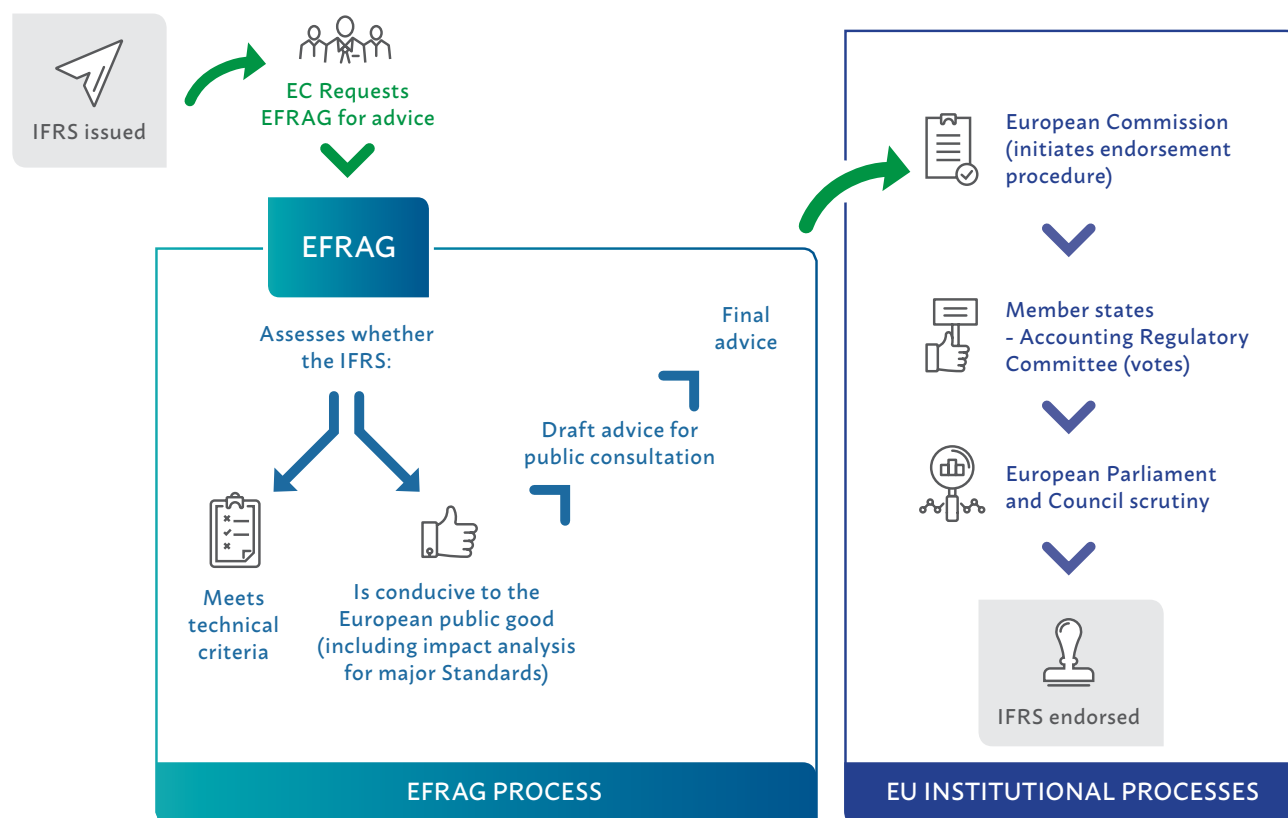 IFRS issued
EC Requests
EFRAG for advice
EFRAG
Assesses whether
the IFRS:
Meets
technical
criteria
Is conducive to the
European public good
(including impact analysis
for major Standards)
Draft advice for
public consultation
Final
advice
EFRAG PROCESS
European Commission
(initiates endorsement
procedure)
Member states
- Accounting Regulatory
Committee (votes)
European Parliament
and Council scrutiny
IFRS endorsed
EU INSTITUTIONAL PROCESSES